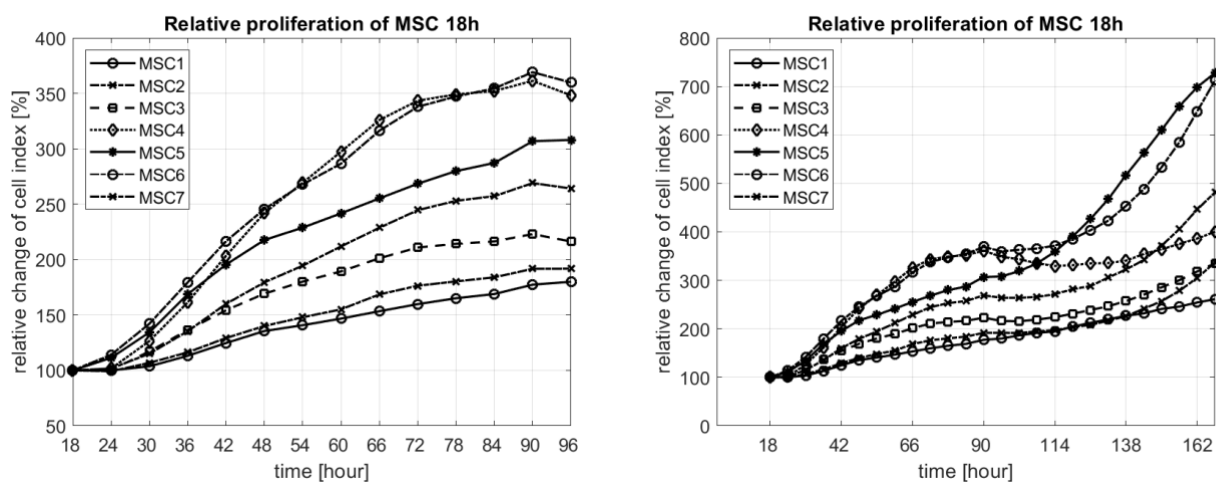 Relative proliferation of MSC 18h
400
350
300
250
200
150
100
50
relative change of cell index [%]
MSC1
MSC2
MSC3
MSC4
MSC5
MSC6
MSC7
18 24 30 36 42 48 54 60 66 72 78 84 90 96
time [hour]
Relative proliferation of MSC 18h
800
700
600
500
400
300
200
100
0
relative change of cell index [%]
MSC1
MSC2
MSC3
MSC4
MSC5
MSC6
MSC7
18 42 66 90 114 138 162
time [hour]